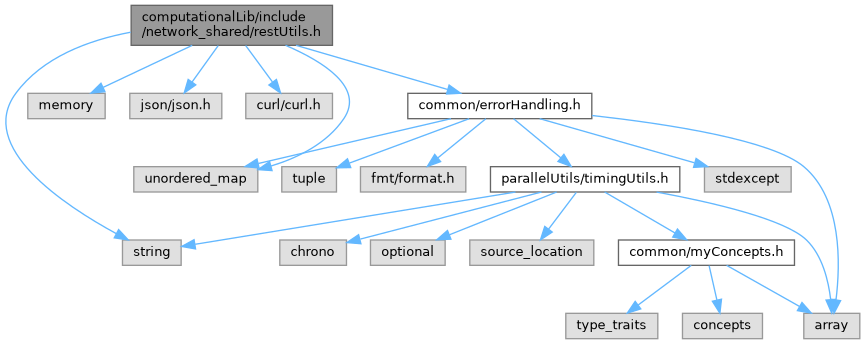 computationalLib/include
/network_shared/restUtils.h
memory
json/json.h
curl/curl.h
common/errorHandling.h
unordered_map
tuple
fmt/format.h
parallelUtils/timingUtils.h
stdexcept
string
chrono
optional
source_location
common/myConcepts.h
type_traits
concepts
array